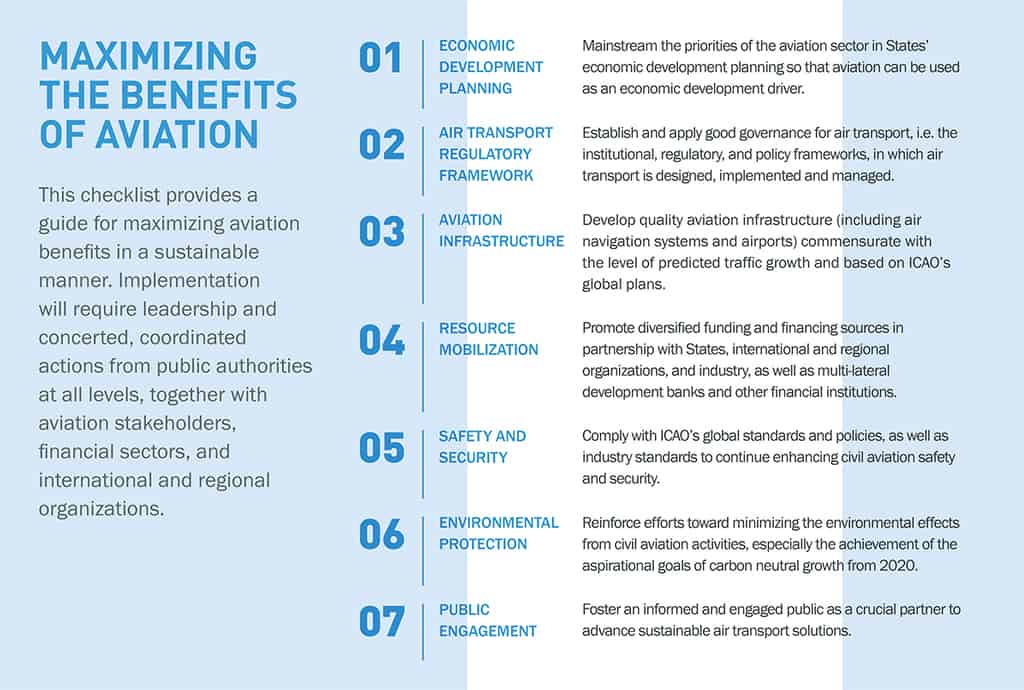 MAXIMIZING
THE BENEFITS
OF AVIATION
This checklist provides a
guide for maximizing aviation
benefits in a sustainable
manner. Implementation
will require leadership and
concerted, coordinated
actions from public authorities
at all levels, together with
aviation stakeholders,
financial sectors, and
international and regional
organizations.
01
ECONOMIC
DEVELOPMENT
PLANNING
Mainstream the priorities of the aviation sector in States'
economic development planning so that aviation can be used
as an economic development driver.
02
AIR TRANSPORT
REGULATORY
FRAMEWORK
Establish and apply good governance for air transport, i.e. the
institutional, regulatory, and policy frameworks, in which air
transport is designed, implemented and managed.
03
AVIATION
INFRASTRUCTURE
Develop quality aviation infrastructure (including air
navigation systems and airports) commensurate with
the level of predicted traffic growth and based on ICAO's
global plans.
04
RESOURCE
MOBILIZATION
Promote diversified funding and financing sources in
partnership with States, international and regional
organizations, and industry, as well as multi-lateral
development banks and other financial institutions.
05
SAFETY AND
SECURITY
Comply with ICAO's global standards and policies, as well as
industry standards to continue enhancing civil aviation safety
and security.
06
ENVIRONMENTAL
PROTECTION
Reinforce efforts toward minimizing the environmental effects
from civil aviation activities, especially the achievement of the
aspirational goals of carbon neutral growth from 2020.
07
PUBLIC
ENGAGEMENT
Foster an informed and engaged public as a crucial partner to
advance sustainable air transport solutions.